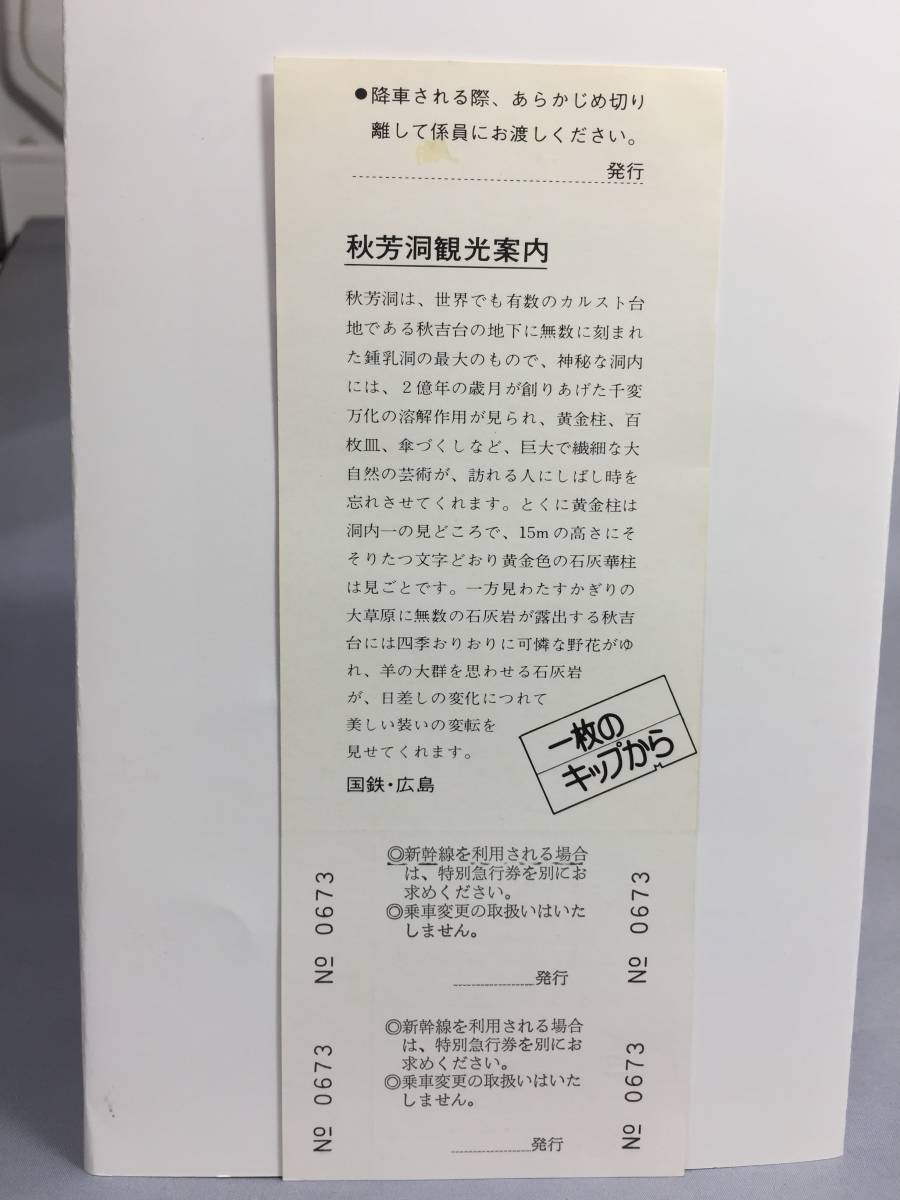 ●降車される際、あらかじめ切り
離して係員にお渡しください。
発行
秋芳洞観光案内
秋芳洞は、世界でも有数のカルスト台
地である秋吉台の地下に無数に刻まれ
た鍾乳洞の最大のもので、神秘な洞内
には、2億年の歳月が創りあげた千変
万化の溶解作用が見られ、黄金柱、百
枚皿、傘づくしなど、巨大で繊細な大
自然の芸術が、訪れる人にしばし時を
忘れさせてくれます。とくに黄金柱は
洞内一の見どころで、15mの高さにそ
そりたつ文字どおり黄金色の石灰華柱
は見ごとです。一方見わたすかぎりの
大草原に無数の石灰岩が露出する秋吉
台には四季おりおりに可憐な野花がゆ
れ、羊の大群を思わせる石灰岩
が、日差しの変化につれて
美しい装いの変転を
見せてくれます。
一枚の
キップから
国鉄・広島
◎新幹線を利用される場合
は、特別急行券を別にお
求めください。
◎乗車変更の取扱いはいた
しません。
発行
№ 0673
№ 0673
◎新幹線を利用される場合
は、特別急行券を別にお
求めください。
◎乗車変更の取扱いはいた
しません。
発行
№ 0673
№ 0673